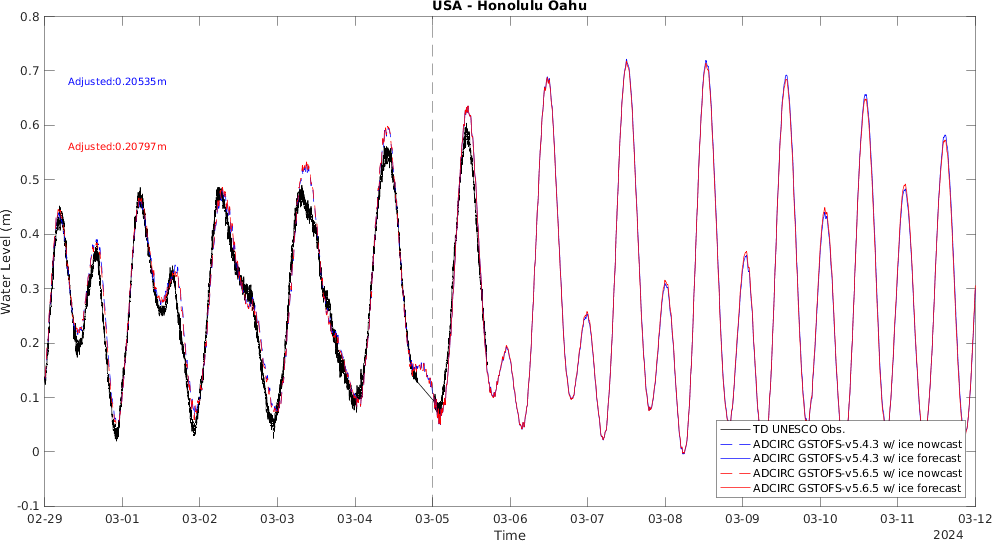 USA - Honolulu Oahu
0.8
0.7
0.6
0.5
0.4
0.3
0.2
0.1
0
-0.1
Water Level (m)
Adjusted:0.20535m
Adjusted:0.20797m
TD UNESCO Obs.
ADCIRC GSTOFS-v5.4.3 w/ ice nowcast
ADCIRC GSTOFS-v5.4.3 w/ ice forecast
ADCIRC GSTOFS-v5.6.5 w/ ice nowcast
ADCIRC GSTOFS-v5.6.5 w/ ice forecast
02-29 03-01 03-02 03-03 03-04 03-05 03-06 03-07 03-08 03-09 03-10 03-11 03-12
Time
2024